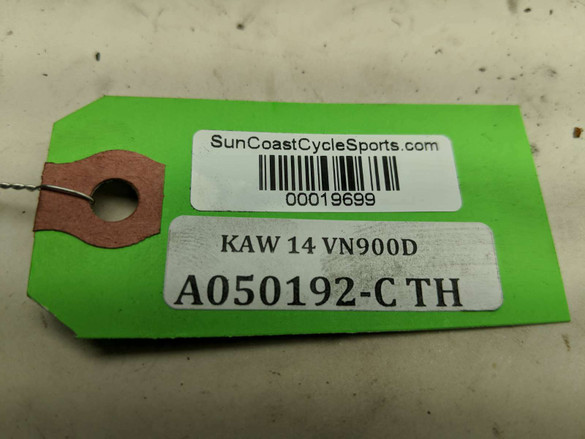 SunCoastCycleSports.com
00019699
KAW 14 VN900D
A050192-C TH